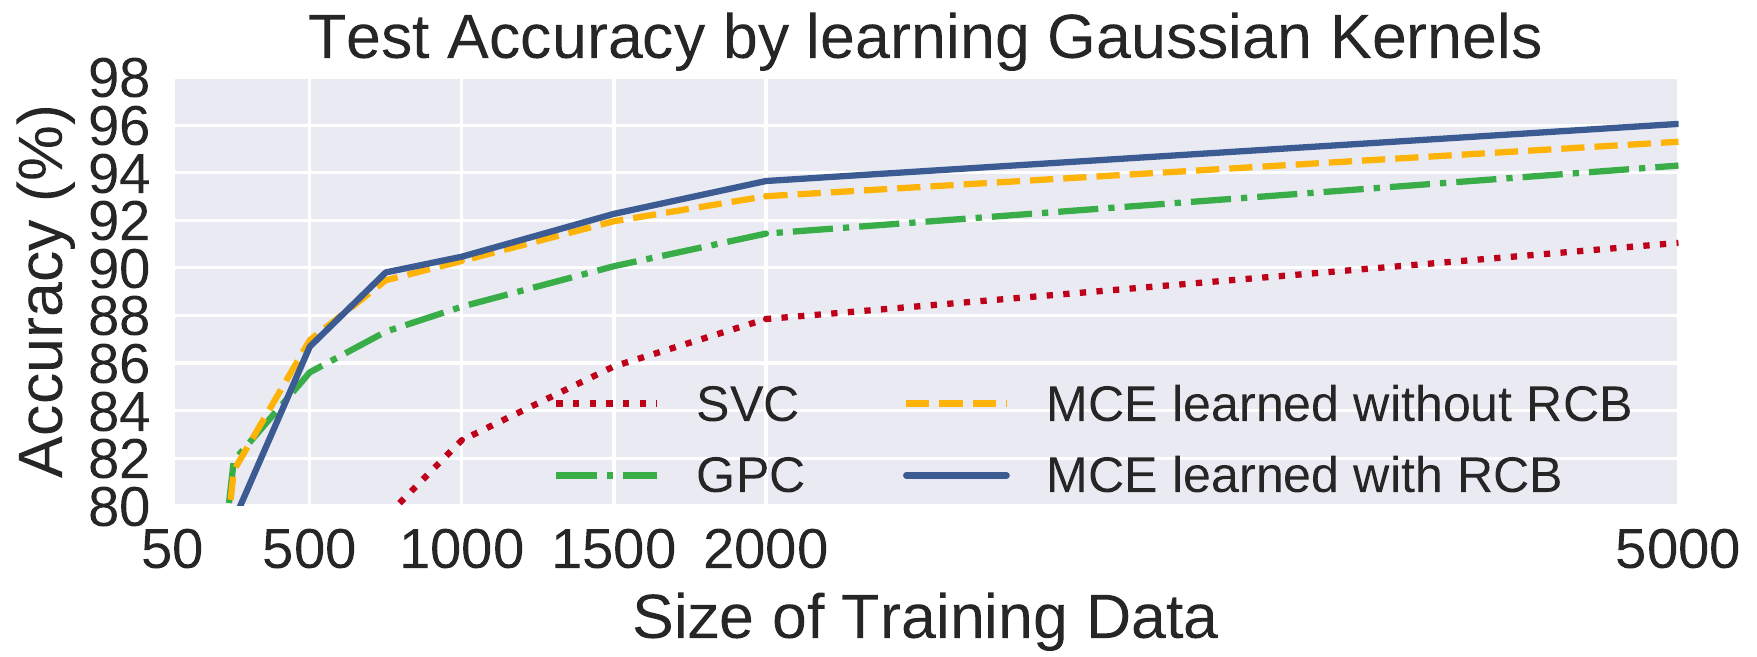 Test Accuracy by learning Gaussian Kernels
Accuracy (%)
98
96
94
92
90
88
86
84
82
80
SVC
MCE learned without RCB
GPC
MCE learned with RCB
50 500 1000 1500 2000 5000
Size of Training Data